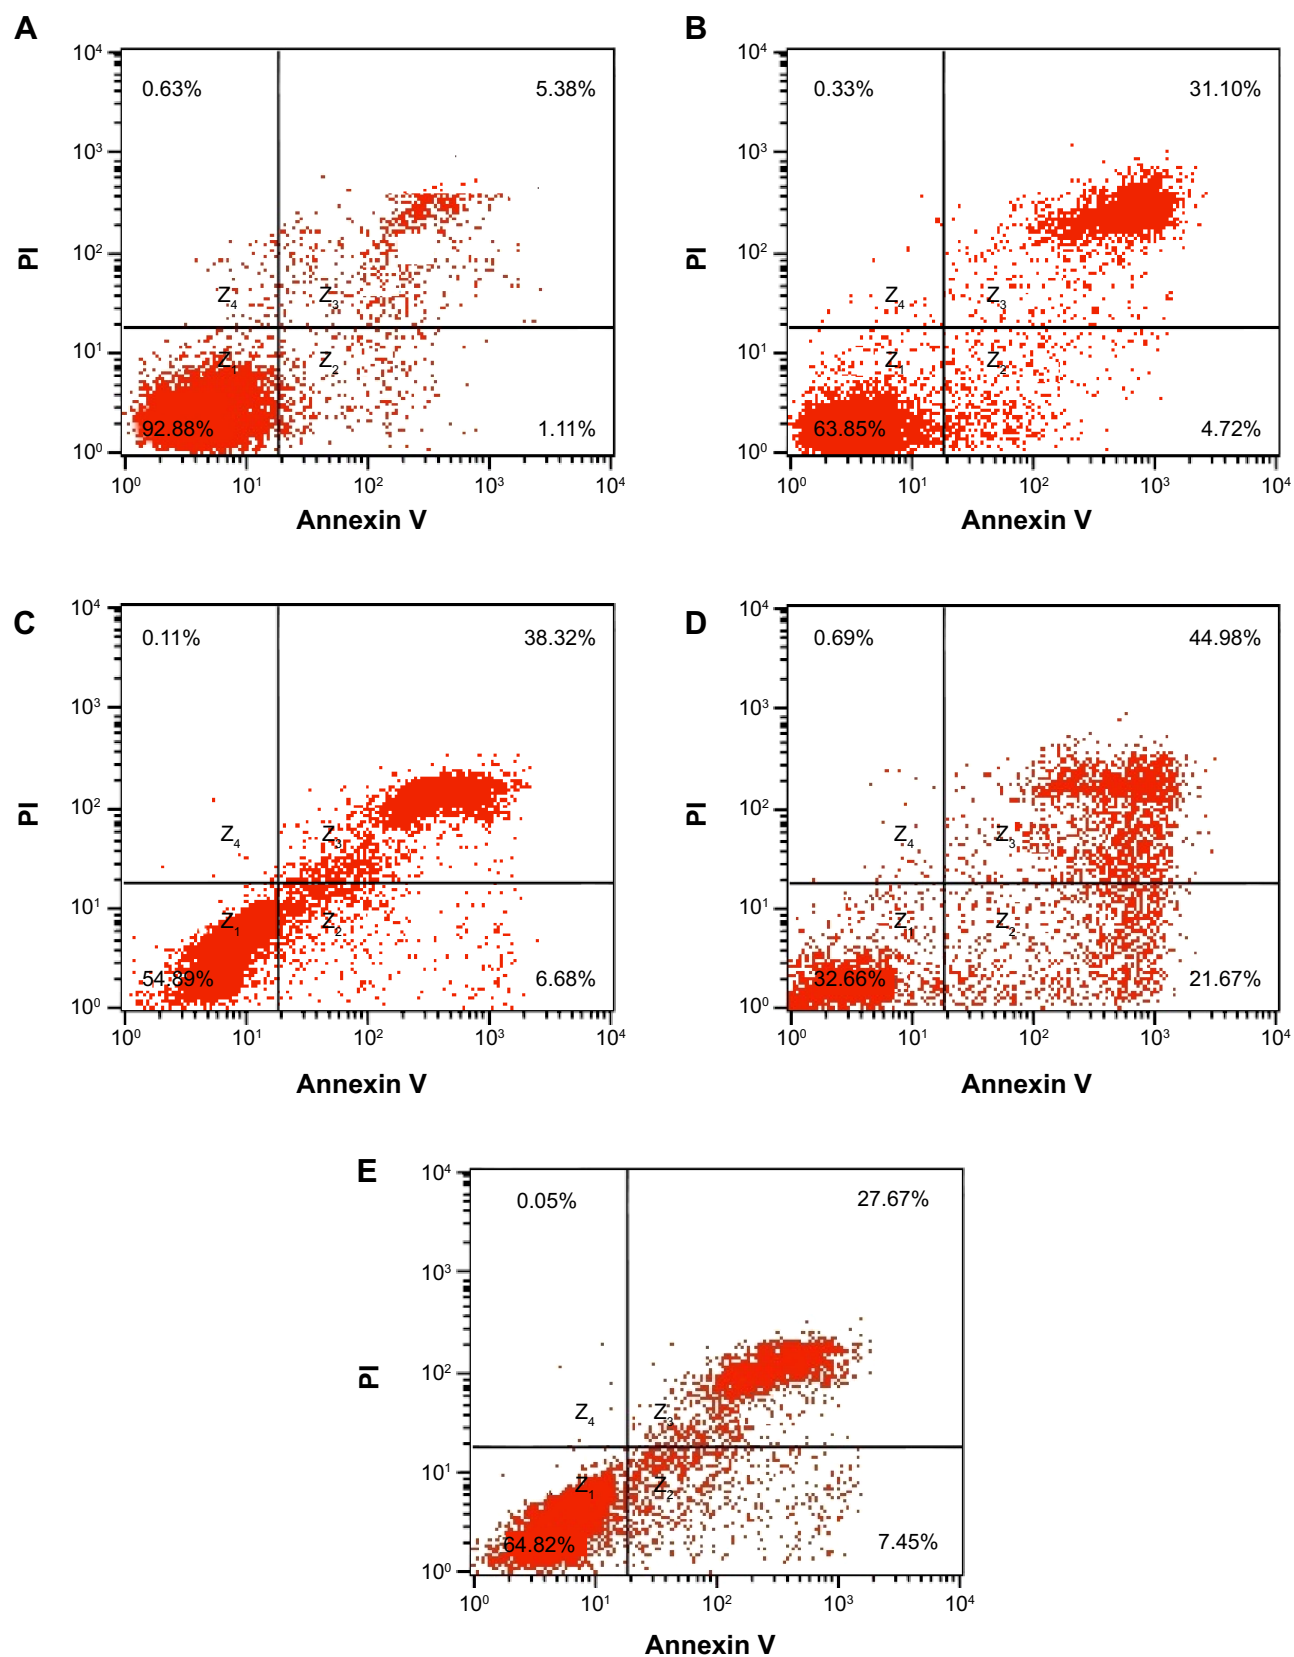 A
B
10⁴
0.63%
5.38%
10⁴
0.33%
31.10%
10³
10³
PI
10²
PI
10²
Z₄
Z₃
Z₄
Z₃
10¹
Z₁
Z₂
10¹
Z₁
Z₂
92.88%
1.11%
63.85%
4.72%
10⁰
10⁰
10⁰ 10¹ 10² 10³ 10⁴
10⁰ 10¹ 10² 10³ 10⁴
Annexin V
Annexin V
C
D
10⁴
0.11%
38.32%
10⁴
0.69%
44.98%
10³
10³
PI
10²
PI
10²
Z₄
Z₃
Z₄
Z₃
10¹
Z₁
Z₂
10¹
Z₁
Z₂
54.89%
6.68%
32.66%
21.67%
10⁰
10⁰
10⁰ 10¹ 10² 10³ 10⁴
10⁰ 10¹ 10² 10³ 10⁴
Annexin V
Annexin V
E
10⁴
0.05%
27.67%
10³
PI
10²
Z₄
Z₃
10¹
Z₁
Z₂
64.82%
7.45%
10⁰
10⁰ 10¹ 10² 10³ 10⁴
Annexin V